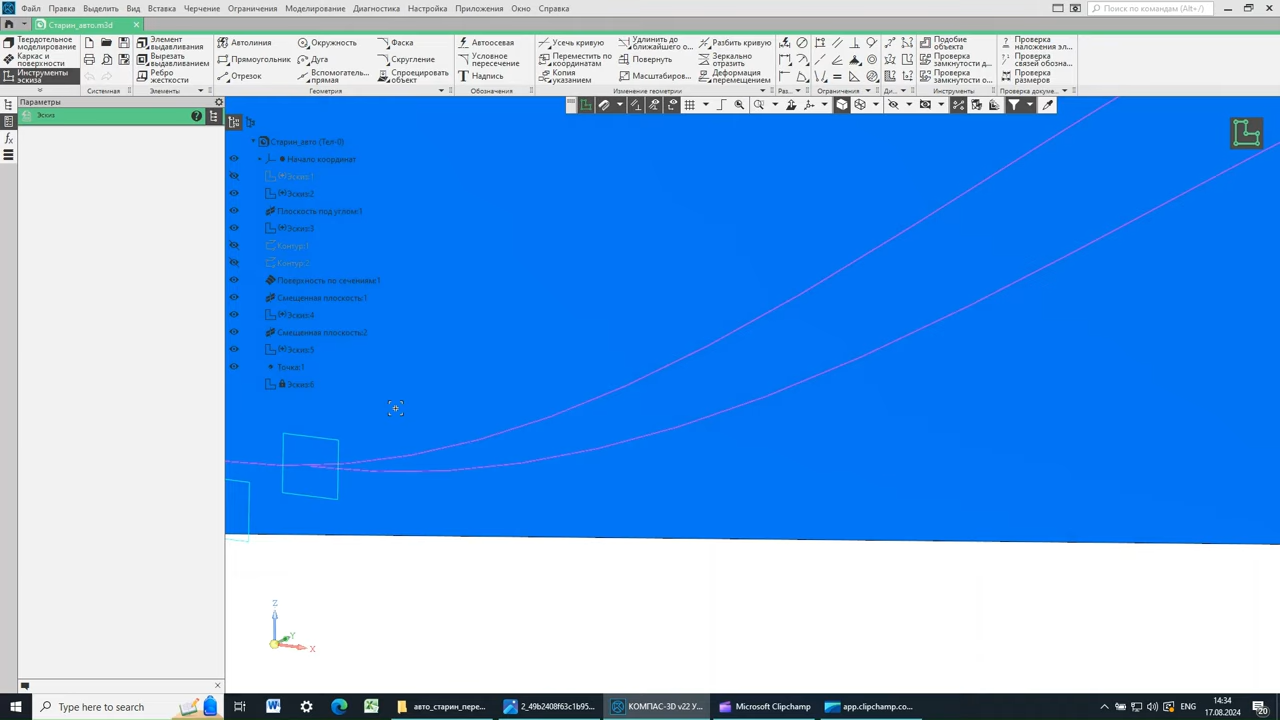 Файл Правка Выделить Вид Вставка Черчение Ограничения Моделирование Диагностика Настройка Приложения Окно Справка
Поиск по командам (Alt+/)
Старин_авто.m3d
Твердотельное моделирование
Каркас и поверхности
Инструменты эскиза
Системная
Элемент выдавливания
Вырезать выдавливанием
Ребро жесткости
Элементы
Автолиния
Прямоугольник
Отрезок
Окружность
Дуга
Вспомогатель... прямая
Фаска
Скругление
Спроецировать объект
Геометрия
Автоосевая
Условное пересечение
Надпись
Обозначения
Усечь кривую
Переместить по координатам
Копия указанием
Удлинить до ближайшего о...
Повернуть
Масштабиров...
Разбить кривую
Зеркально отразить
Деформация перемещением
Изменение геометрии
Раз...
Ограничения
Ди...
Подобие объекта
Проверка замкнутости д...
Проверка замкнутости о...
Инструменты
Проверка наложения эл...
Проверка связей обозна...
Проверка размеров
Проверка докумен...
Параметры
Эскиз
Старин_авто (Тел-0)
Начало координат
Эскиз:1
Эскиз:2
Плоскость под углом:1
Эскиз:3
Контур:1
Поверхность по сечениям:1
Смещенная плоскость:1
Эскиз:4
Смещенная плоскость:2
Эскиз:5
Точка:1
Эскиз:6
Z
Y
X
Type here to search
авто_старин_пере...
2_49b2408f63c1b95...
КОМПАС-3D v22 У...
Microsoft Clipchamp
app.clipchamp.co...
ENG
14:34
17.08.2024
20